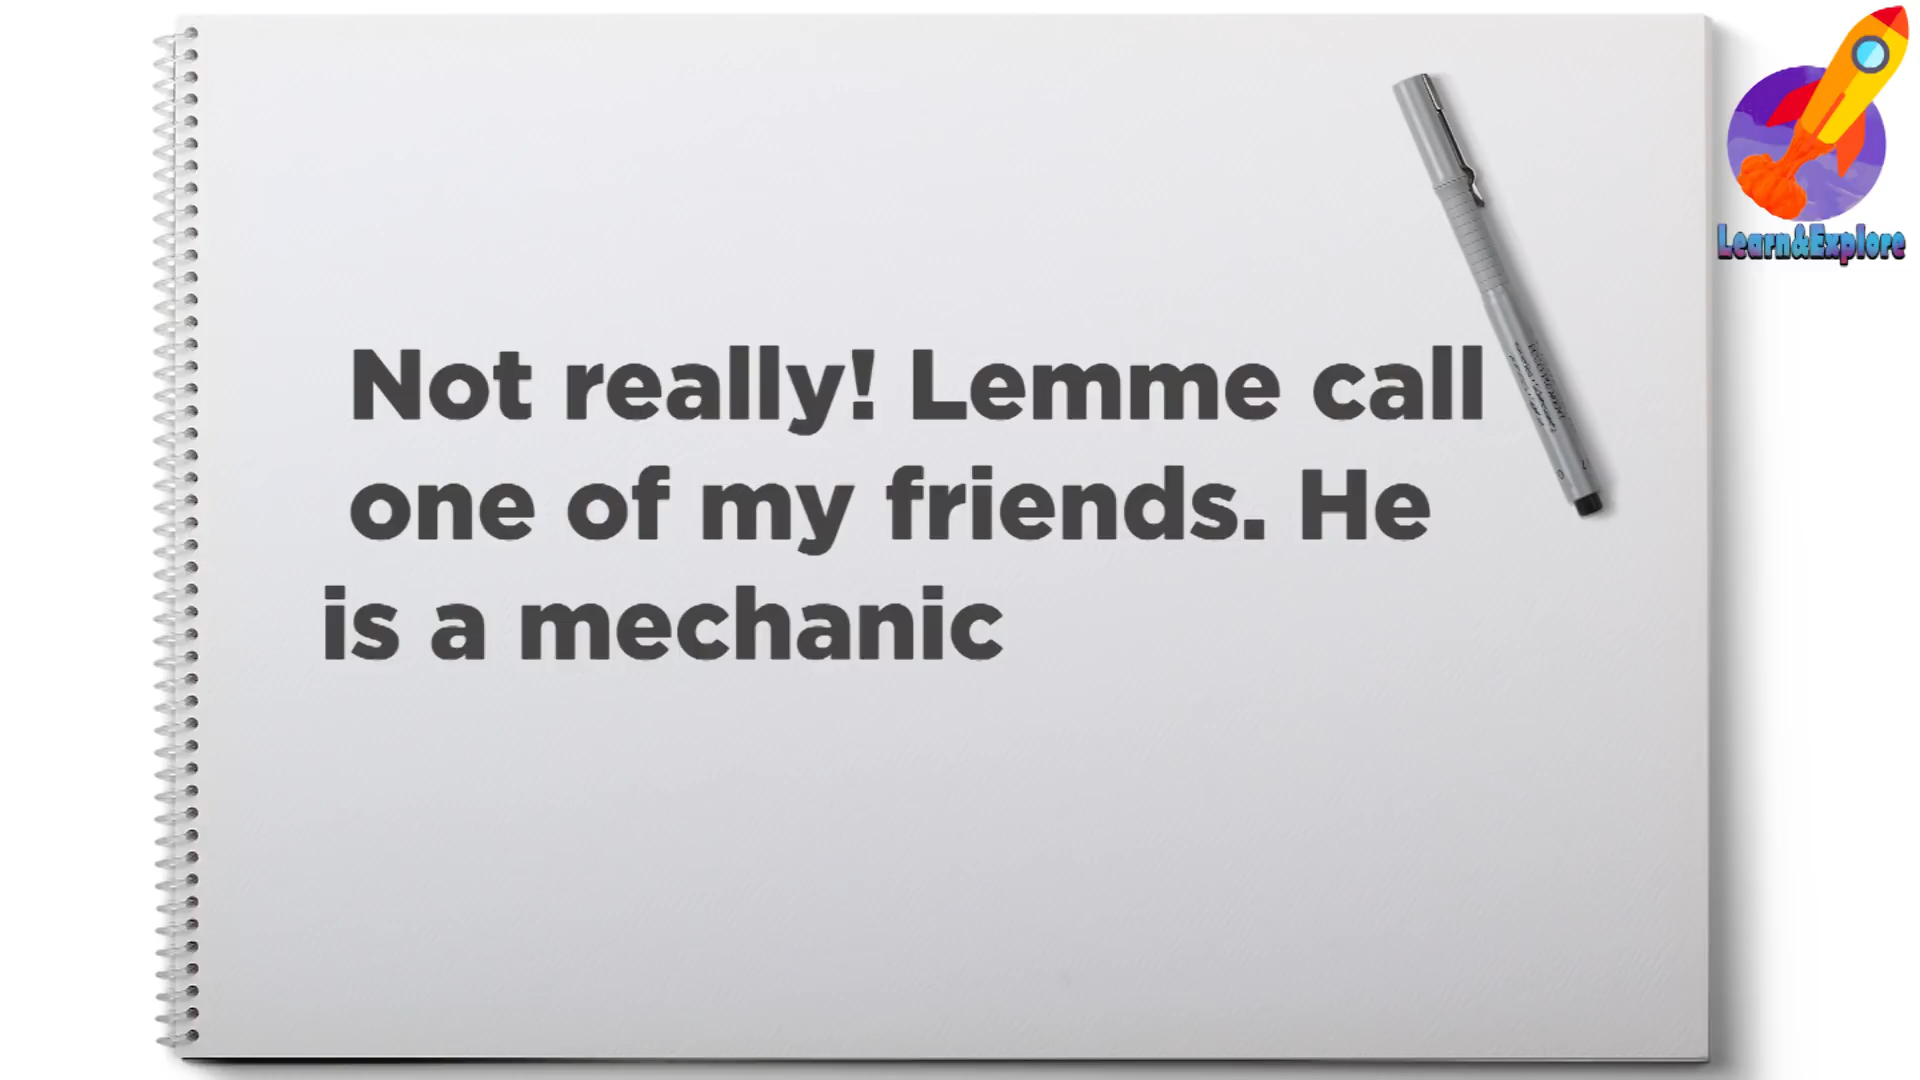 Learn&Explore
Not really! Lemme call
one of my friends. He
is a mechanic